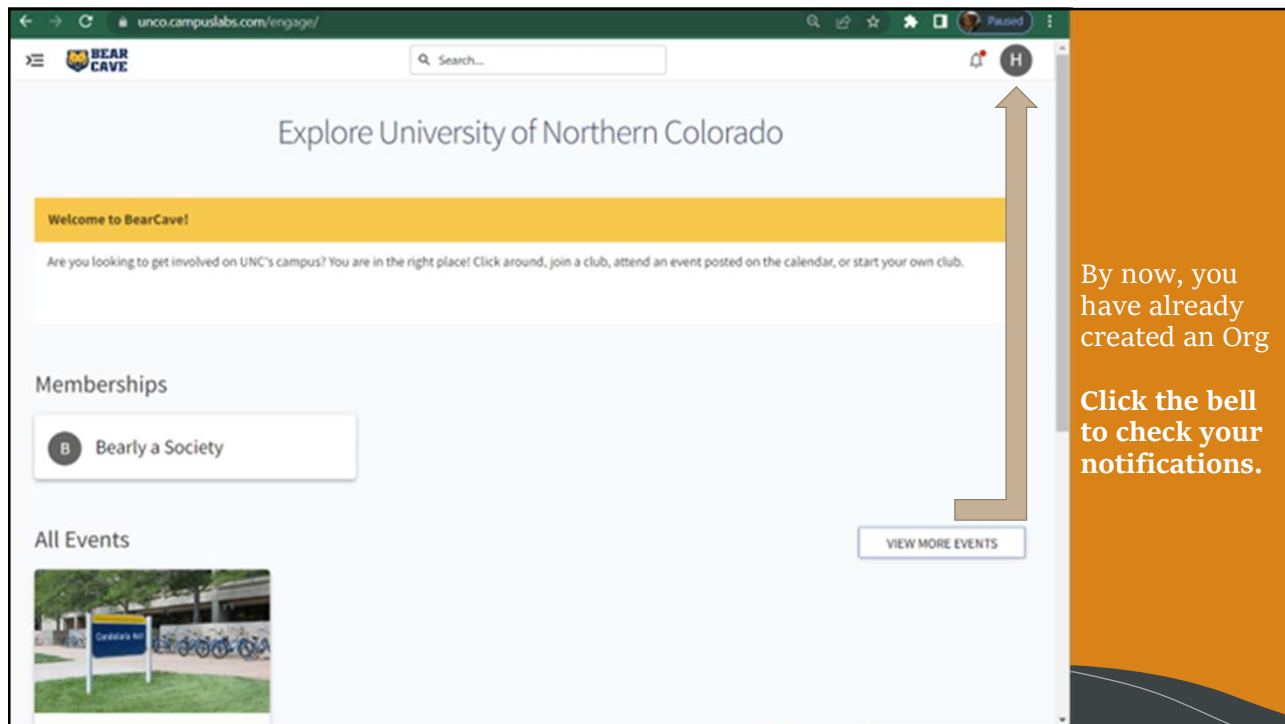 unco.campuslabs.com/engage/
Paused
BEAR
CAVE
Search...
H
Explore University of Northern Colorado
Welcome to BearCave!
Are you looking to get involved on UNC's campus? You are in the right place! Click around, join a club, attend an event posted on the calendar, or start your own club.
Memberships
B
Bearly a Society
All Events
VIEW MORE EVENTS
Candelaria Hall
By now, you
have already
created an Org
Click the bell
to check your
notifications.